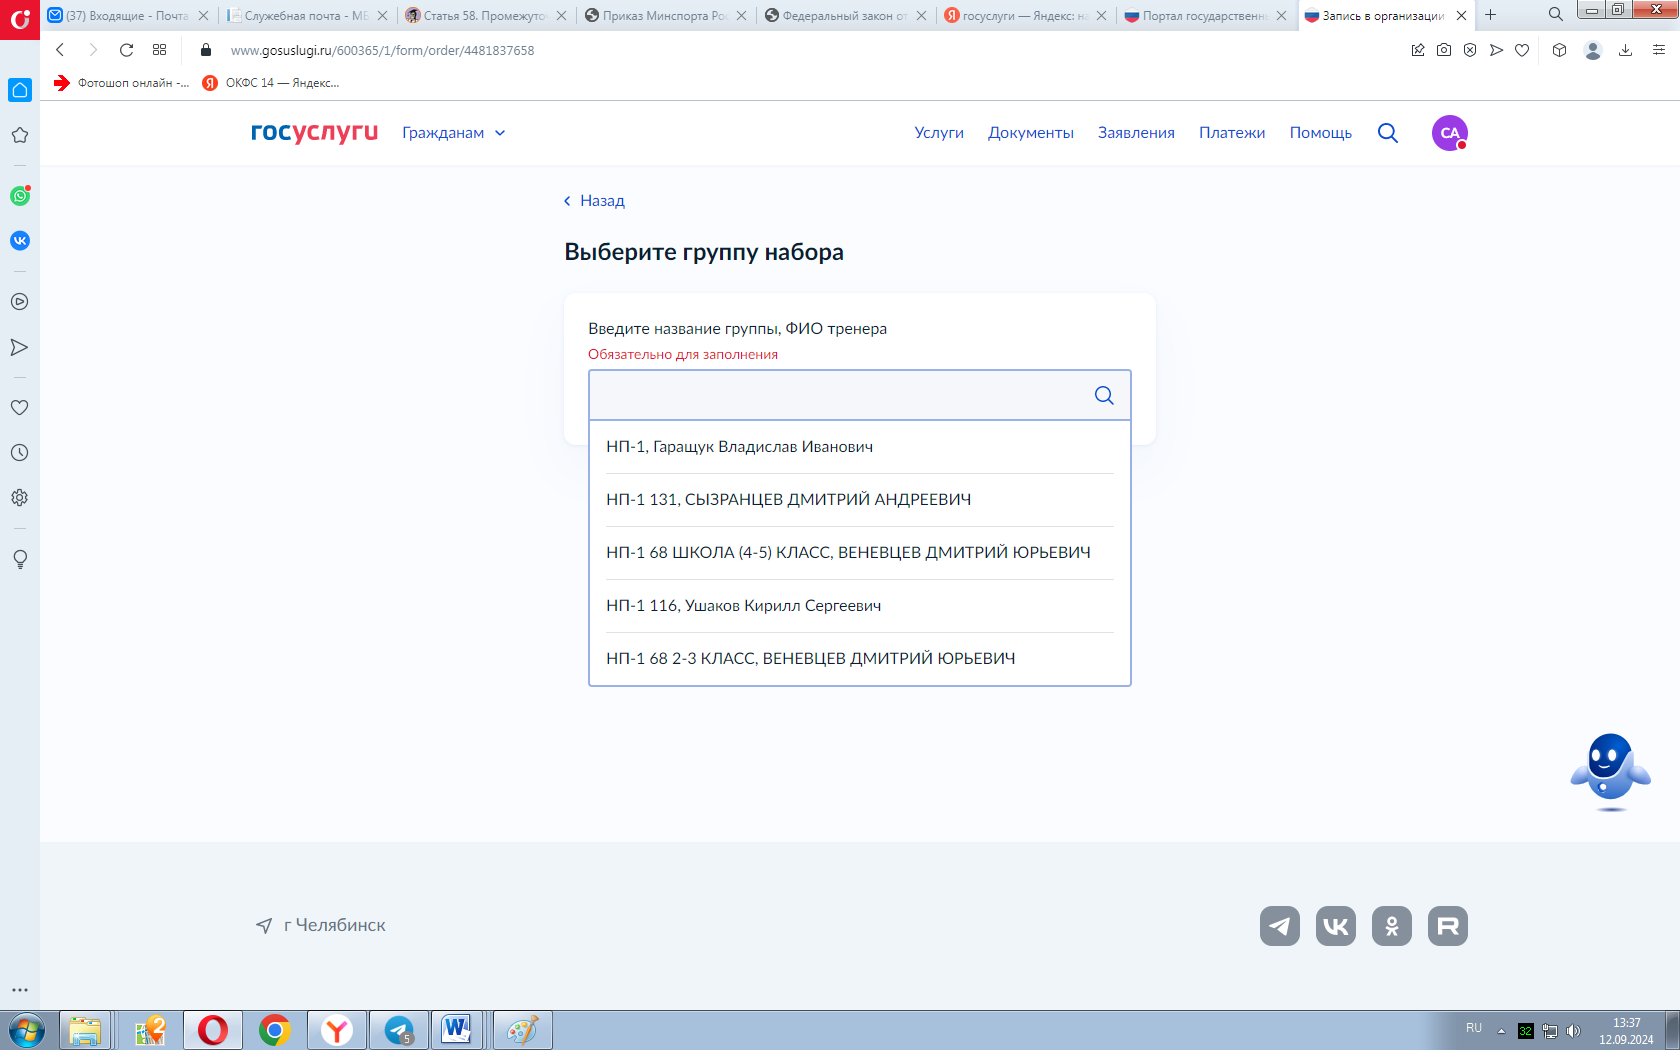 (37) Входящие - Почта
Служебная почта - МБ
Статья 58. Промежуто
Приказ Минспорта Ро
Федеральный закон от
госуслуги — Яндекс: на
Портал государственн
Запись в организации
www.gosuslugi.ru/600365/1/form/order/4481837658
Фотошоп онлайн -...
ОКФС 14 — Яндекс...
госуслуги
Гражданам
Услуги
Документы
Заявления
Платежи
Помощь
СА
Назад
Выберите группу набора
Введите название группы, ФИО тренера
Обязательно для заполнения
НП-1, Гаращук Владислав Иванович
НП-1 131, СЫЗРАНЦЕВ ДМИТРИЙ АНДРЕЕВИЧ
НП-1 68 ШКОЛА (4-5) КЛАСС, ВЕНЕВЦЕВ ДМИТРИЙ ЮРЬЕВИЧ
НП-1 116, Ушаков Кирилл Сергеевич
НП-1 68 2-3 КЛАСС, ВЕНЕВЦЕВ ДМИТРИЙ ЮРЬЕВИЧ
г Челябинск
RU
32
13:37
12.09.2024